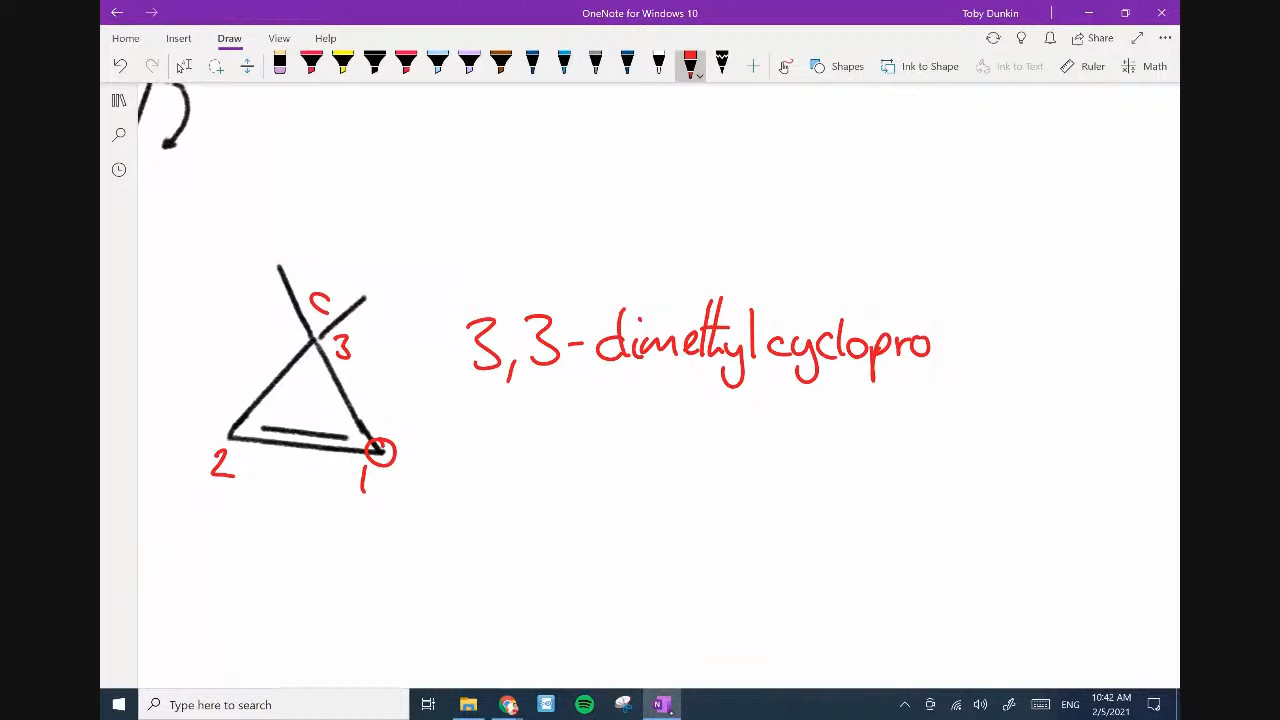 OneNote for Windows 10
Toby Dunkin
Home Insert Draw View Help
Share
Shapes Ink to Shape Ink to Text Ruler Math
C
3
2
1
3,3-dimethylcyclopro
Type here to search
ENG
10:42 AM
2/5/2021